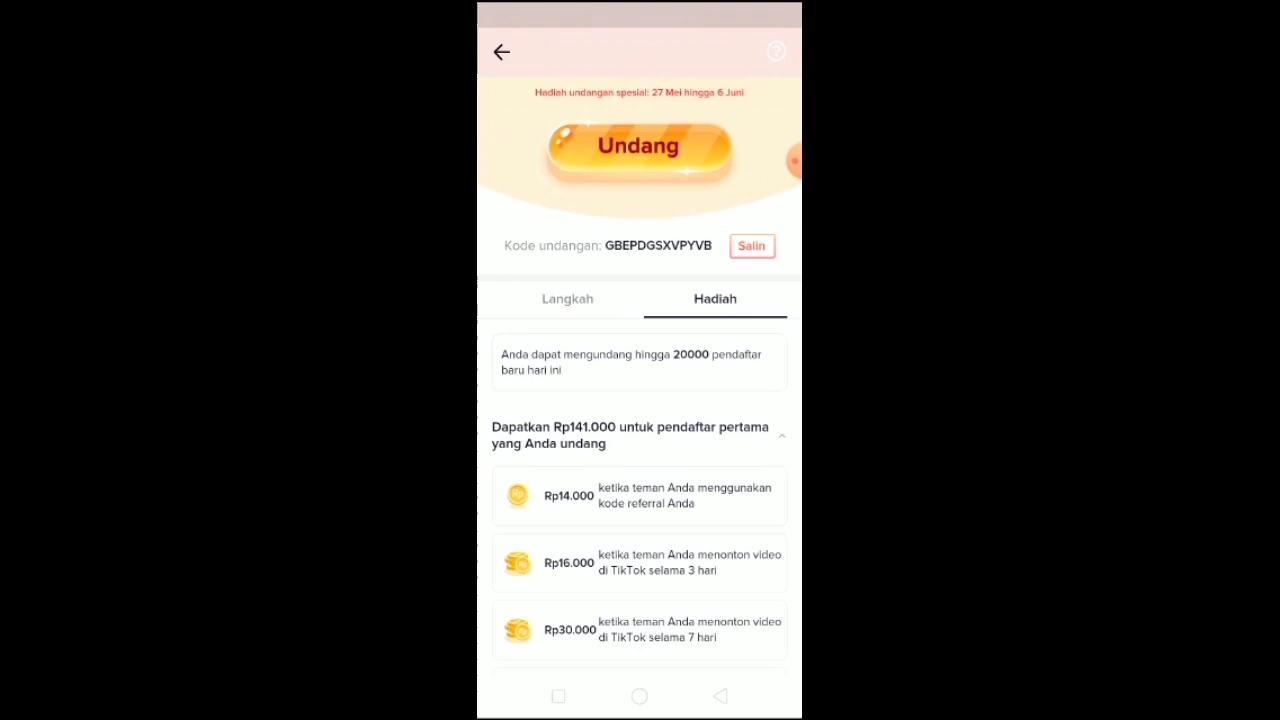 Hadiah undangan spesial: 27 Mei hingga 6 Juni
Undang
Kode undangan: GBEPDGSXVPYVB
Salin
Langkah
Hadiah
Anda dapat mengundang hingga 20000 pendaftar
baru hari ini
Dapatkan Rp141.000 untuk pendaftar pertama
yang Anda undang
Rp14.000 ketika teman Anda menggunakan
kode referral Anda
Rp16.000 ketika teman Anda menonton video
di TikTok selama 3 hari
Rp30.000 ketika teman Anda menonton video
di TikTok selama 7 hari